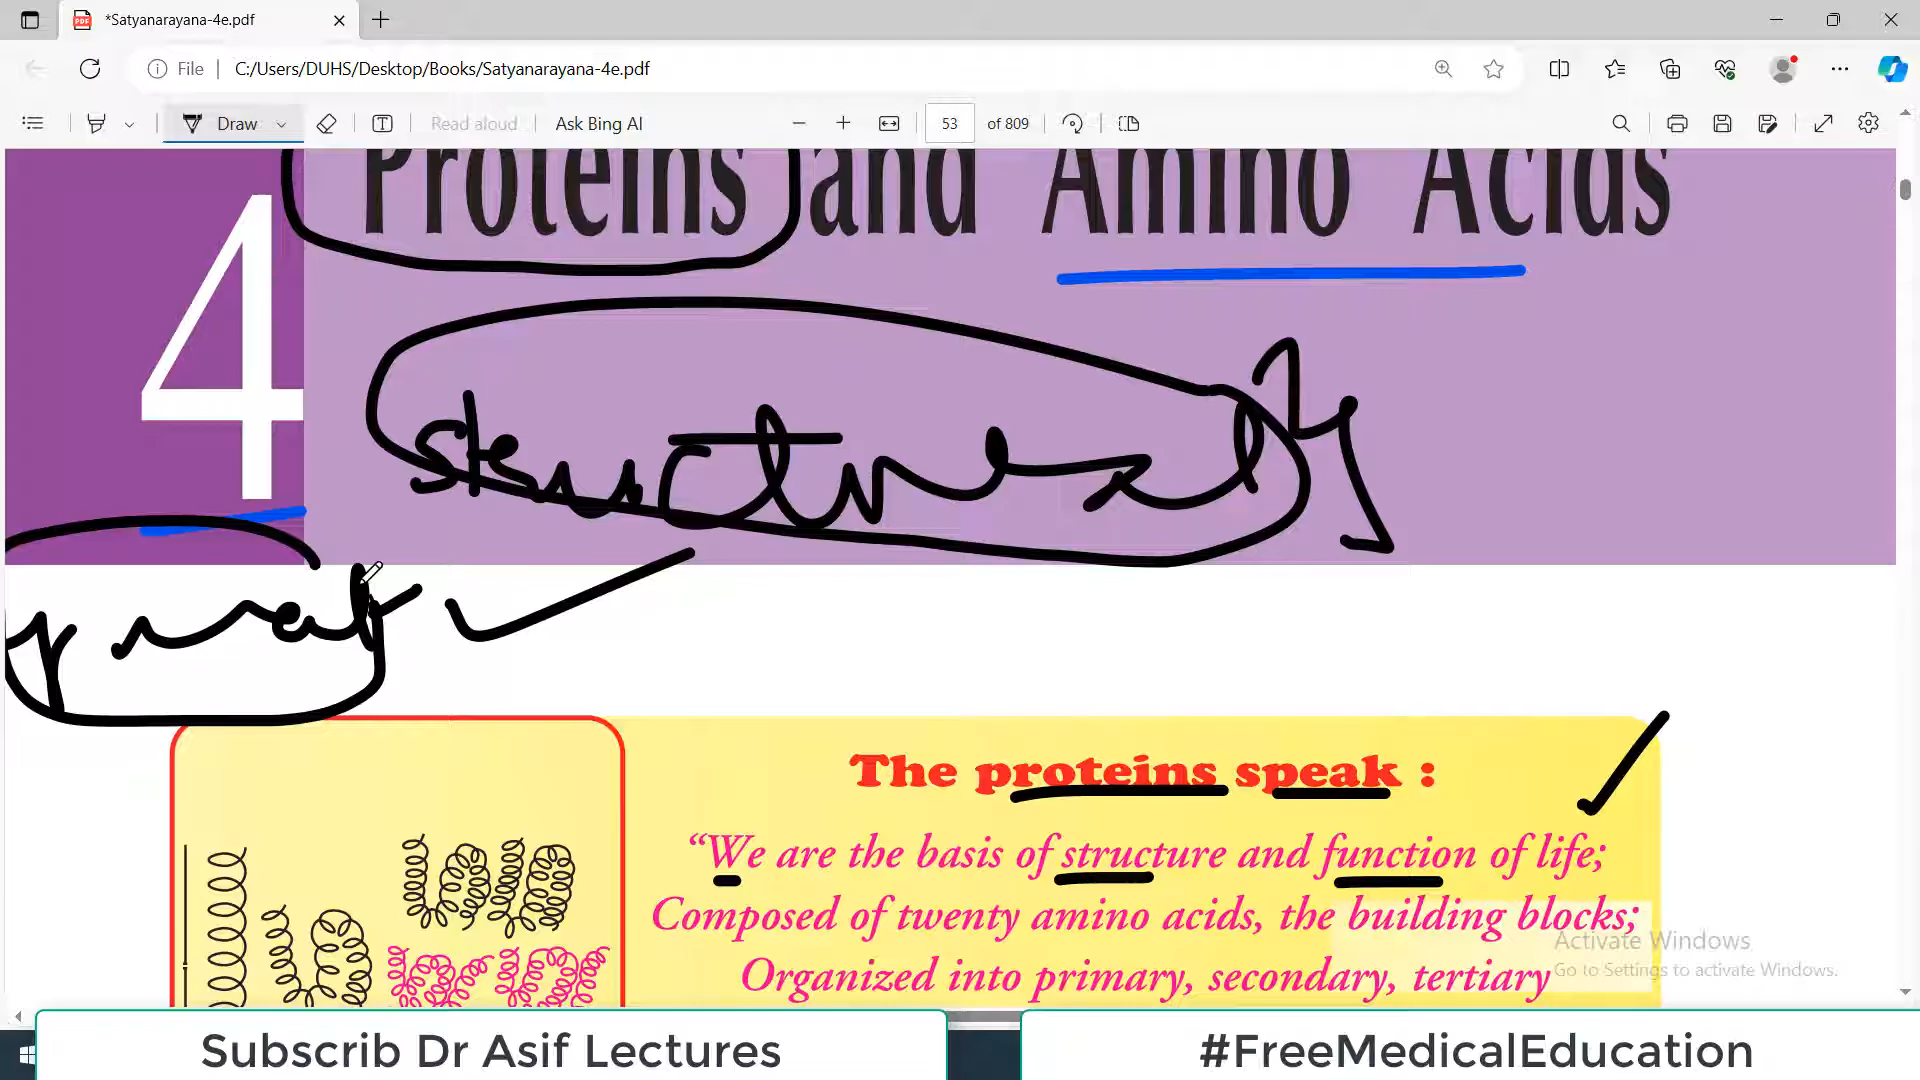 *Satyanarayana-4e.pdf
File C:/Users/DUHS/Desktop/Books/Satyanarayana-4e.pdf
Draw Read aloud Ask Bing AI 53 of 809
Proteins and Amino Acids
4
The proteins speak :
“We are the basis of structure and function of life;
Composed of twenty amino acids, the building blocks;
Organized into primary, secondary, tertiary
Activate Windows
Go to Settings to activate Windows.
Subscrib Dr Asif Lectures
#FreeMedicalEducation